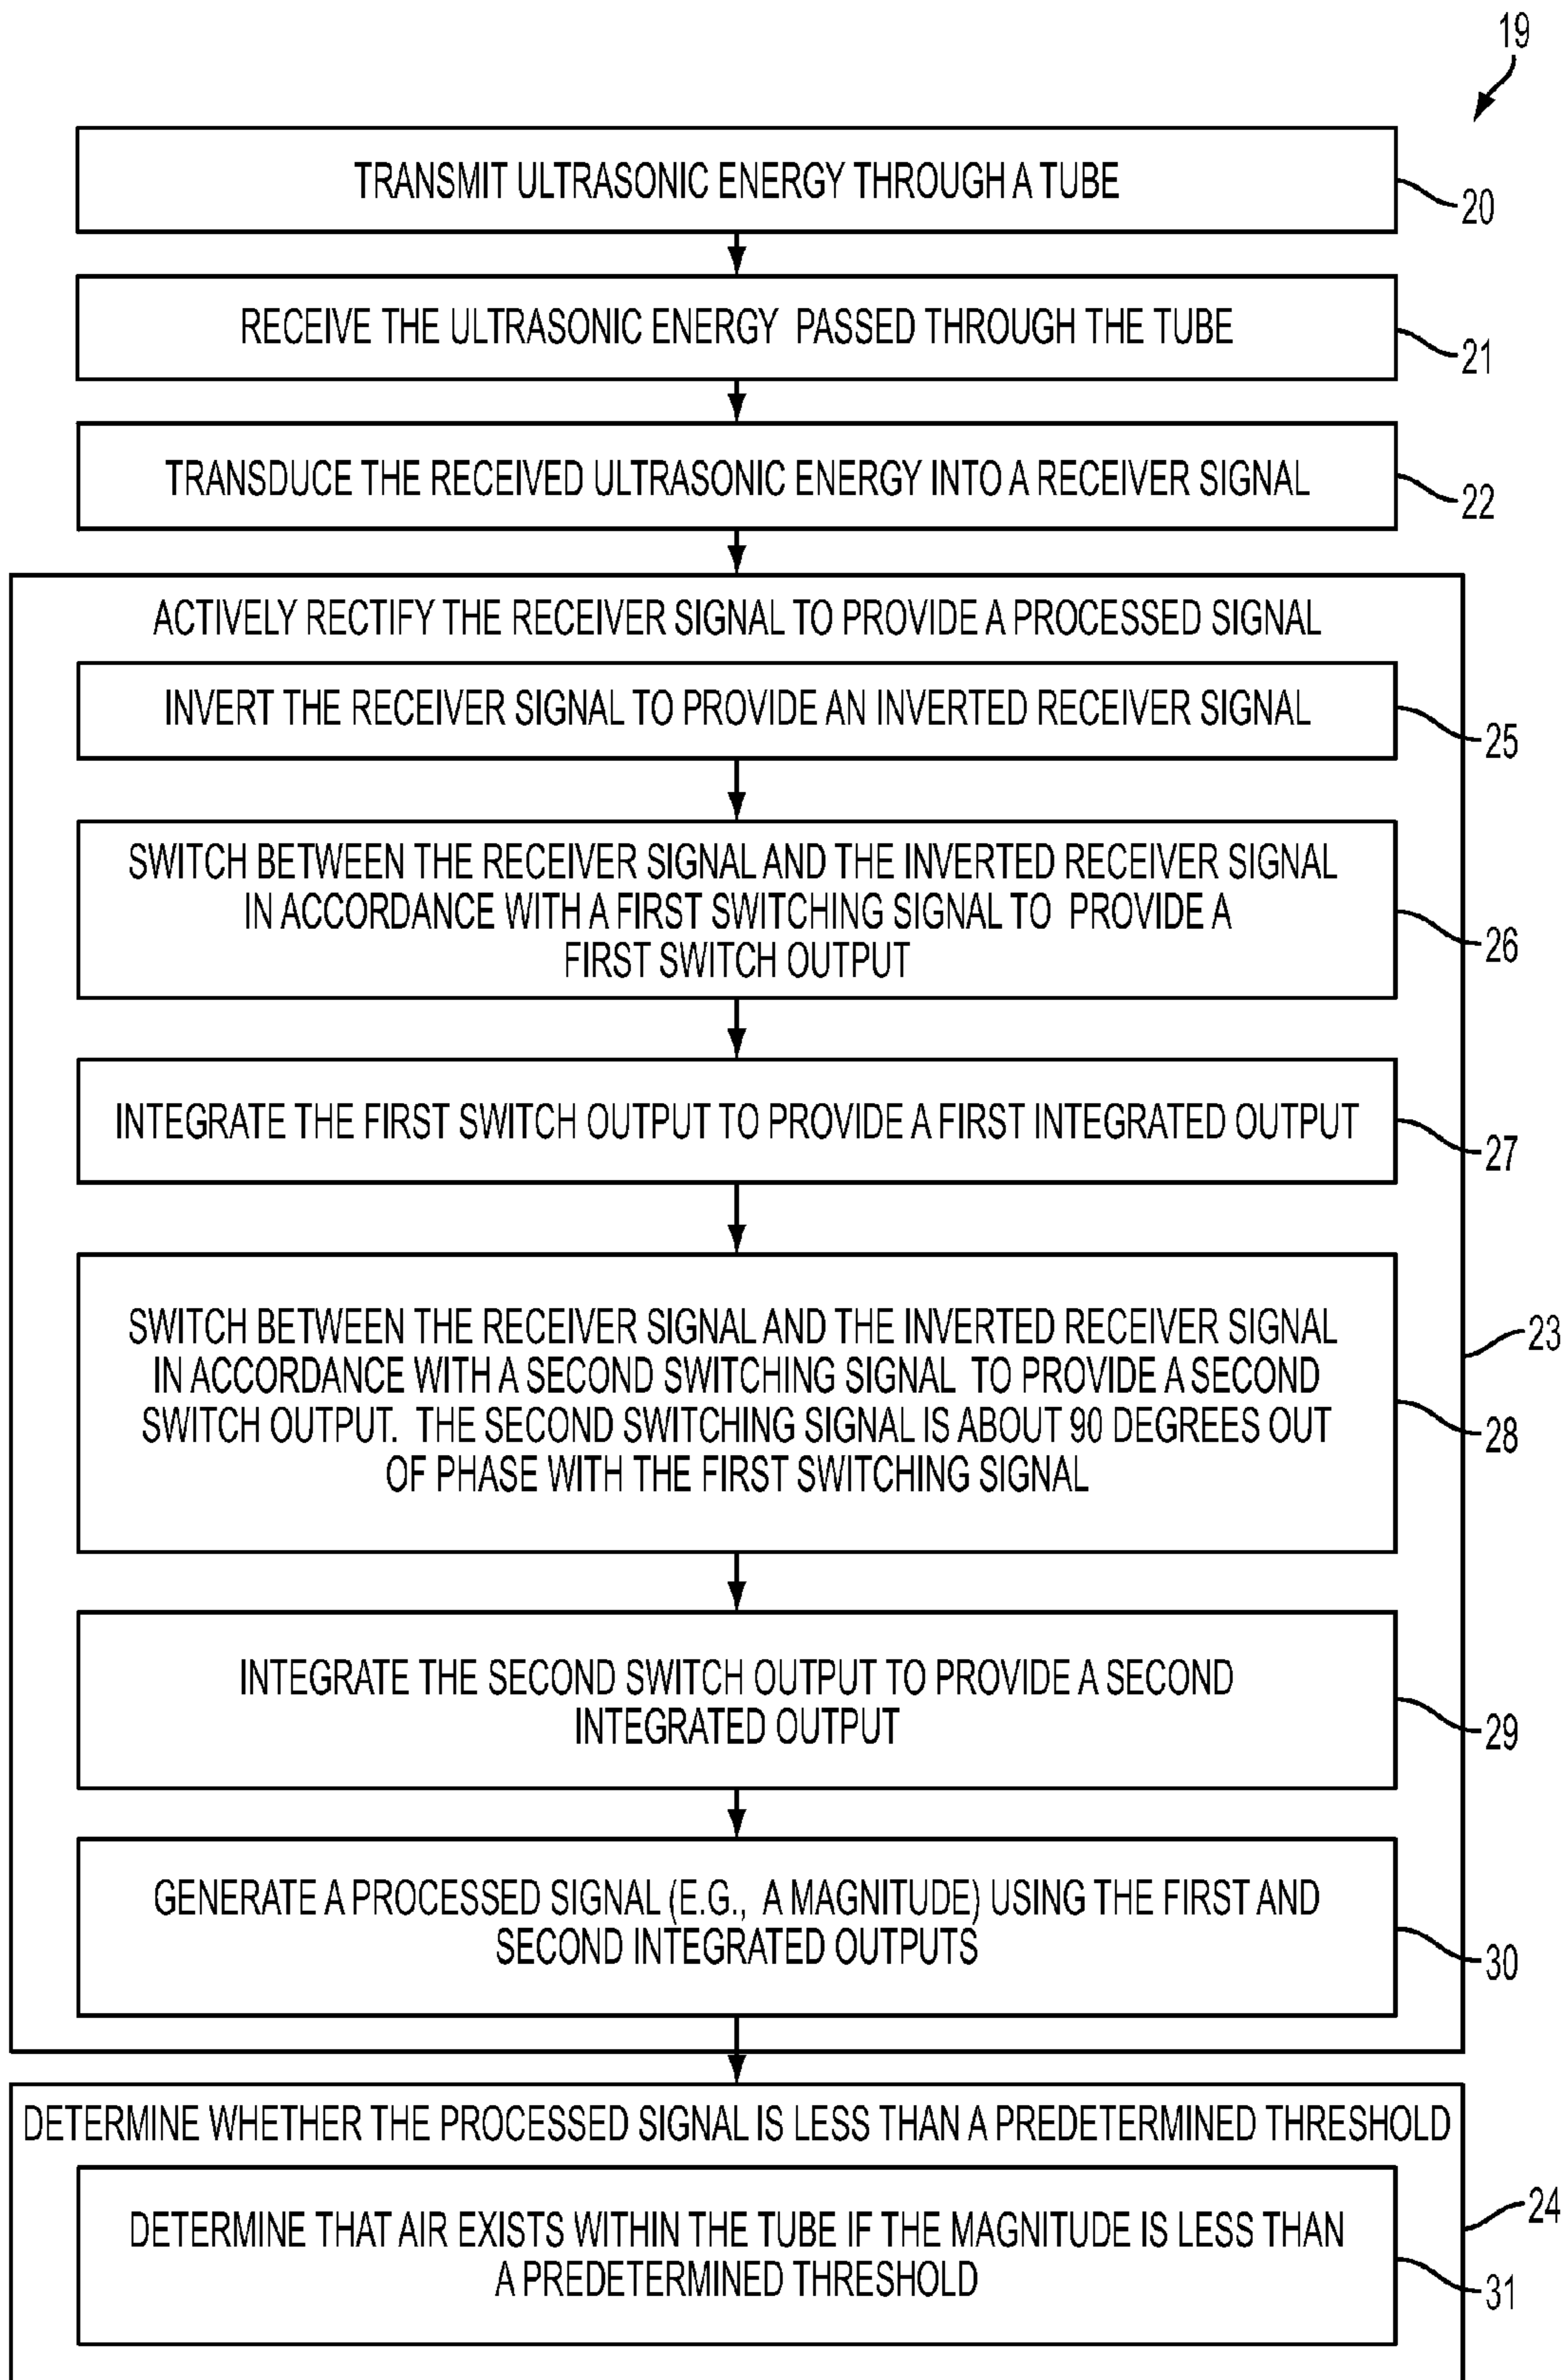 19
TRANSMIT ULTRASONIC ENERGY THROUGH A TUBE
20
RECEIVE THE ULTRASONIC ENERGY PASSED THROUGH THE TUBE
21
TRANSDUCE THE RECEIVED ULTRASONIC ENERGY INTO A RECEIVER SIGNAL
22
ACTIVELY RECTIFY THE RECEIVER SIGNAL TO PROVIDE A PROCESSED SIGNAL
INVERT THE RECEIVER SIGNAL TO PROVIDE AN INVERTED RECEIVER SIGNAL
25
SWITCH BETWEEN THE RECEIVER SIGNAL AND THE INVERTED RECEIVER SIGNAL
IN ACCORDANCE WITH A FIRST SWITCHING SIGNAL TO PROVIDE A
FIRST SWITCH OUTPUT
26
INTEGRATE THE FIRST SWITCH OUTPUT TO PROVIDE A FIRST INTEGRATED OUTPUT
27
SWITCH BETWEEN THE RECEIVER SIGNAL AND THE INVERTED RECEIVER SIGNAL
IN ACCORDANCE WITH A SECOND SWITCHING SIGNAL TO PROVIDE A SECOND
SWITCH OUTPUT. THE SECOND SWITCHING SIGNAL IS ABOUT 90 DEGREES OUT
OF PHASE WITH THE FIRST SWITCHING SIGNAL
23
28
INTEGRATE THE SECOND SWITCH OUTPUT TO PROVIDE A SECOND
INTEGRATED OUTPUT
29
GENERATE A PROCESSED SIGNAL (E.G., A MAGNITUDE) USING THE FIRST AND
SECOND INTEGRATED OUTPUTS
30
DETERMINE WHETHER THE PROCESSED SIGNAL IS LESS THAN A PREDETERMINED THRESHOLD
DETERMINE THAT AIR EXISTS WITHIN THE TUBE IF THE MAGNITUDE IS LESS THAN
A PREDETERMINED THRESHOLD
24
31